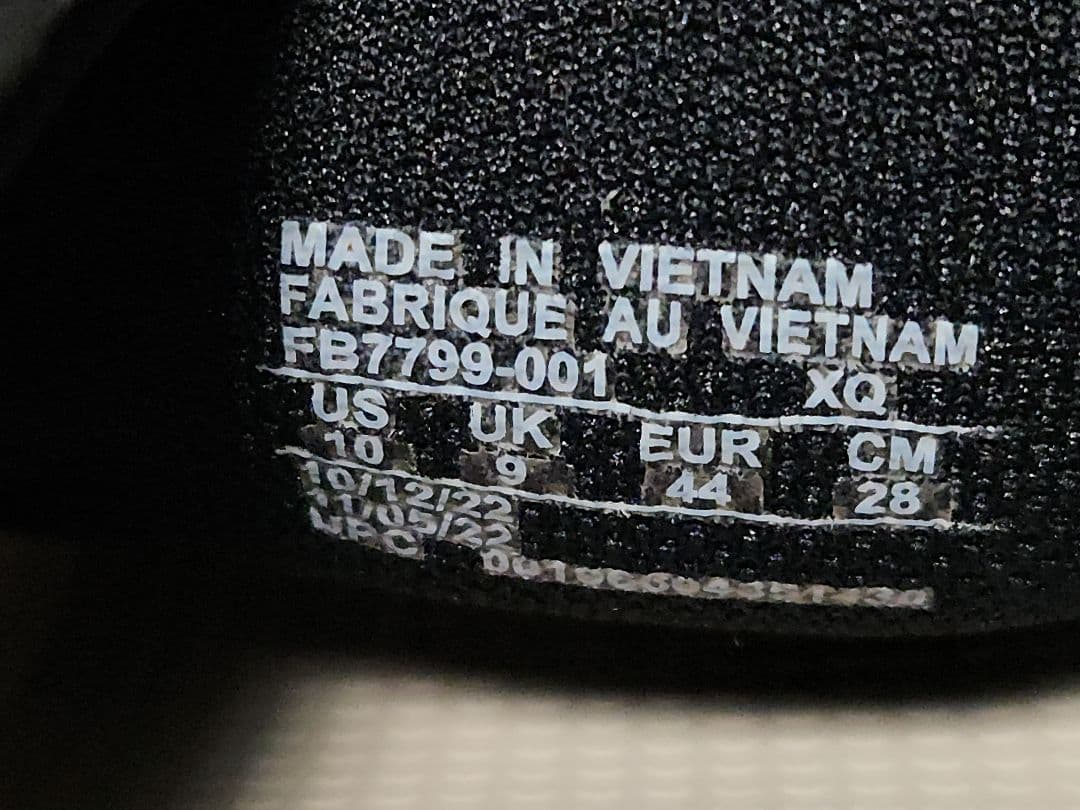 MADE IN VIETNAM
FABRIQUE AU VIETNAM
FB7799-001 XQ
US UK EUR CM
10 9 44 28
10/12/22
11/05/22
UPC